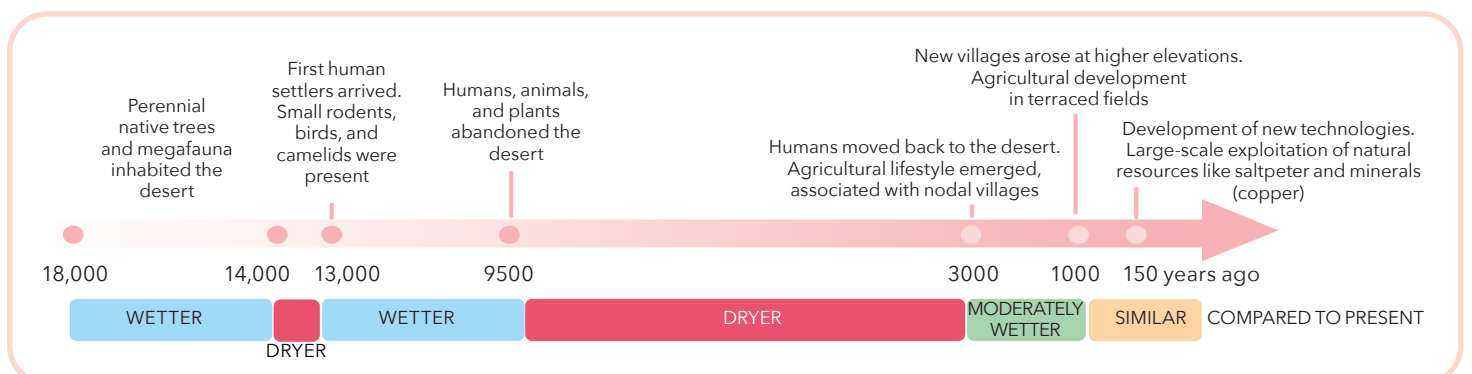 Perennial
native trees
and megafauna
inhabited the
desert
First human
settlers arrived.
Small rodents,
birds, and
camelids were
present
Humans, animals,
and plants
abandoned the
desert
Humans moved back to the desert.
Agricultural lifestyle emerged,
associated with nodal villages
New villages arose at higher elevations.
Agricultural development
in terraced fields
Development of new technologies.
Large-scale exploitation of natural
resources like saltpeter and minerals
(copper)
18,000 14,000 13,000 9500 3000 1000 150 years ago
WETTER
DRYER
WETTER
DRYER
MODERATELY
WETTER
SIMILAR
COMPARED TO PRESENT